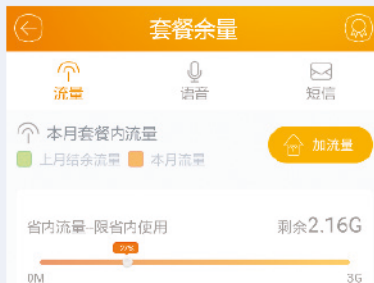 套餐余量
流量
语音
短信
本月套餐内流量
上月结余流量 本月流量
加流量
省内流量-限省内使用
剩余2.16G
0M
3G